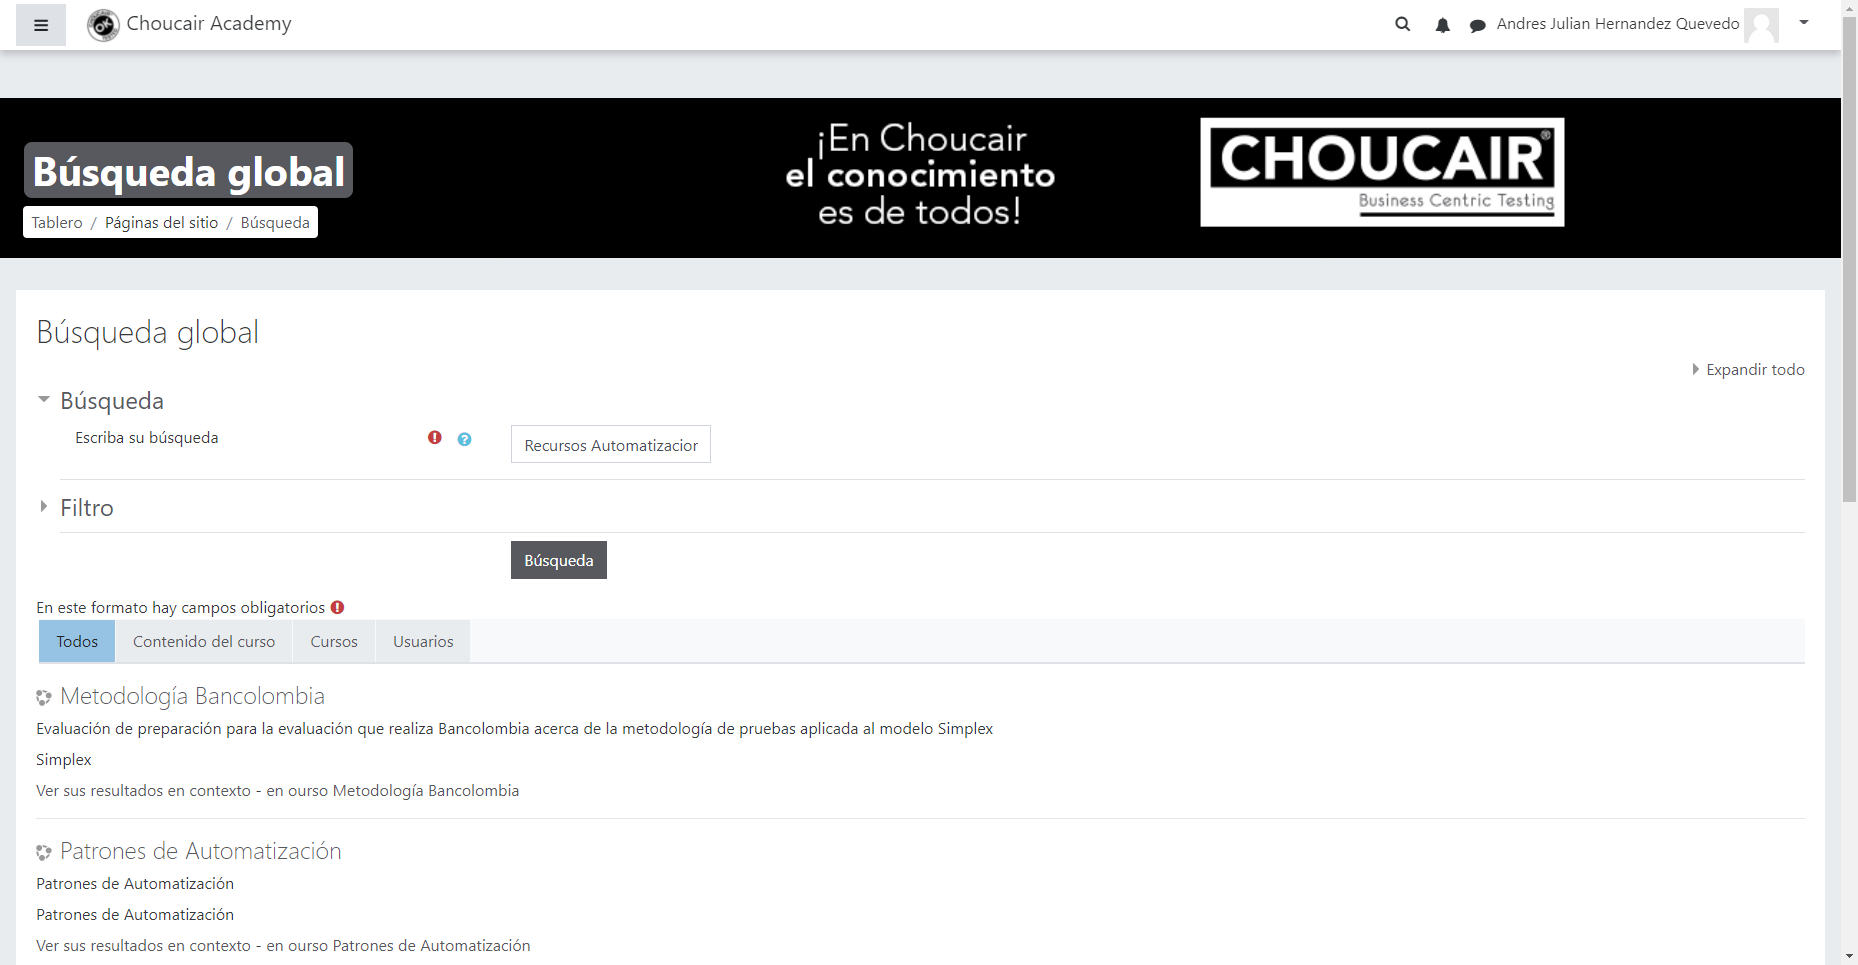 Choucair Academy
Andres Julian Hernandez Quevedo
¡En Choucair
el conocimiento
es de todos!
CHOUCAIR®
Business Centric Testing
Búsqueda global
Tablero / Páginas del sitio / Búsqueda
Búsqueda global
Expandir todo
Búsqueda
Escriba su búsqueda
Recursos Automatizacior
Filtro
Búsqueda
En este formato hay campos obligatorios
Todos
Contenido del curso
Cursos
Usuarios
Metodología Bancolombia
Evaluación de preparación para la evaluación que realiza Bancolombia acerca de la metodología de pruebas aplicada al modelo Simplex
Simplex
Ver sus resultados en contexto - en ourso Metodología Bancolombia
Patrones de Automatización
Patrones de Automatización
Patrones de Automatización
Ver sus resultados en contexto - en ourso Patrones de Automatización